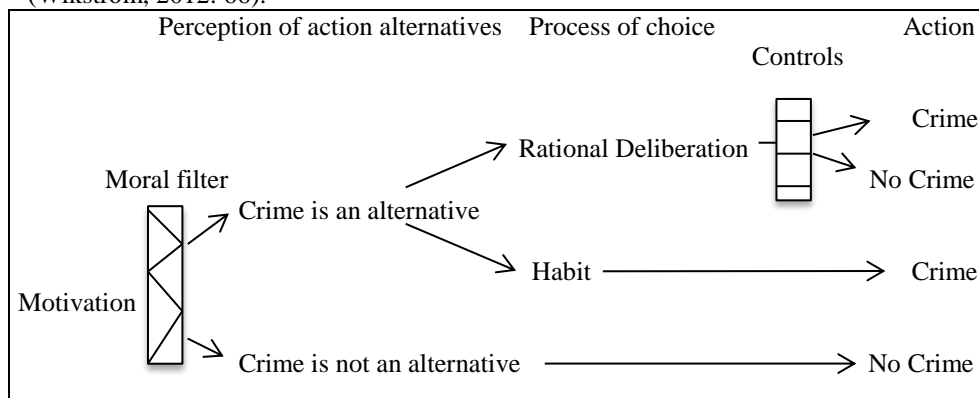 (Wikström, 2012: 66).
Perception of action alternatives Process of choice Action
Controls
Crime
Rational Deliberation
Moral filter
No Crime
Crime is an alternative
Habit
Crime
Motivation
Crime is not an alternative
No Crime